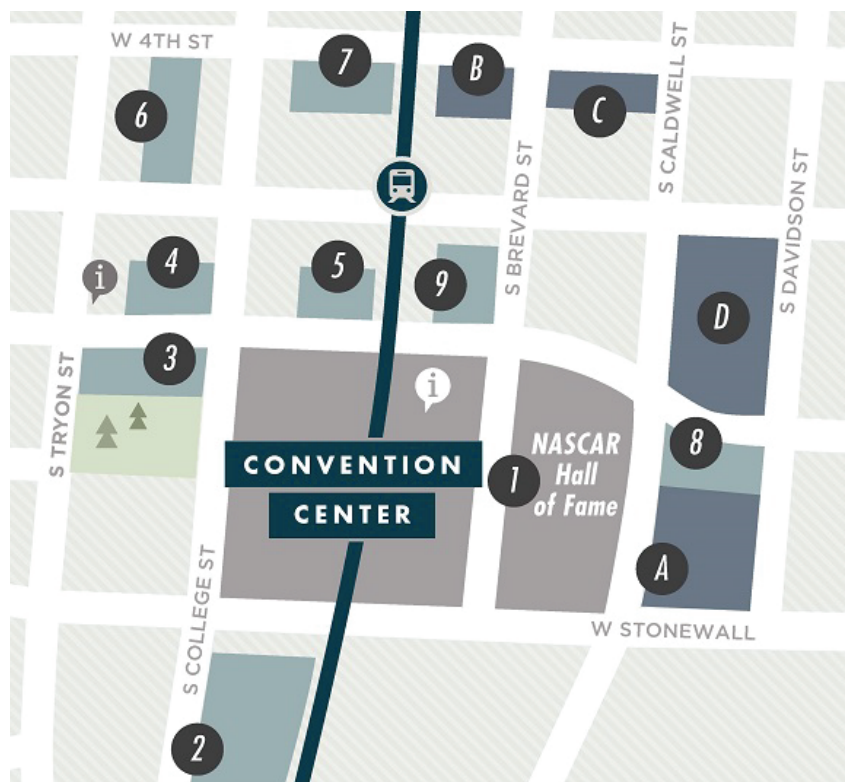 W 4TH ST
7
B
C
6
S CALDWELL ST
S BREVARD ST
S DAVIDSON ST
i
4
5
9
D
3
i
S TRYON ST
CONVENTION
CENTER
1
NASCAR
Hall
of Fame
8
A
S COLLEGE ST
W STONEWALL
2